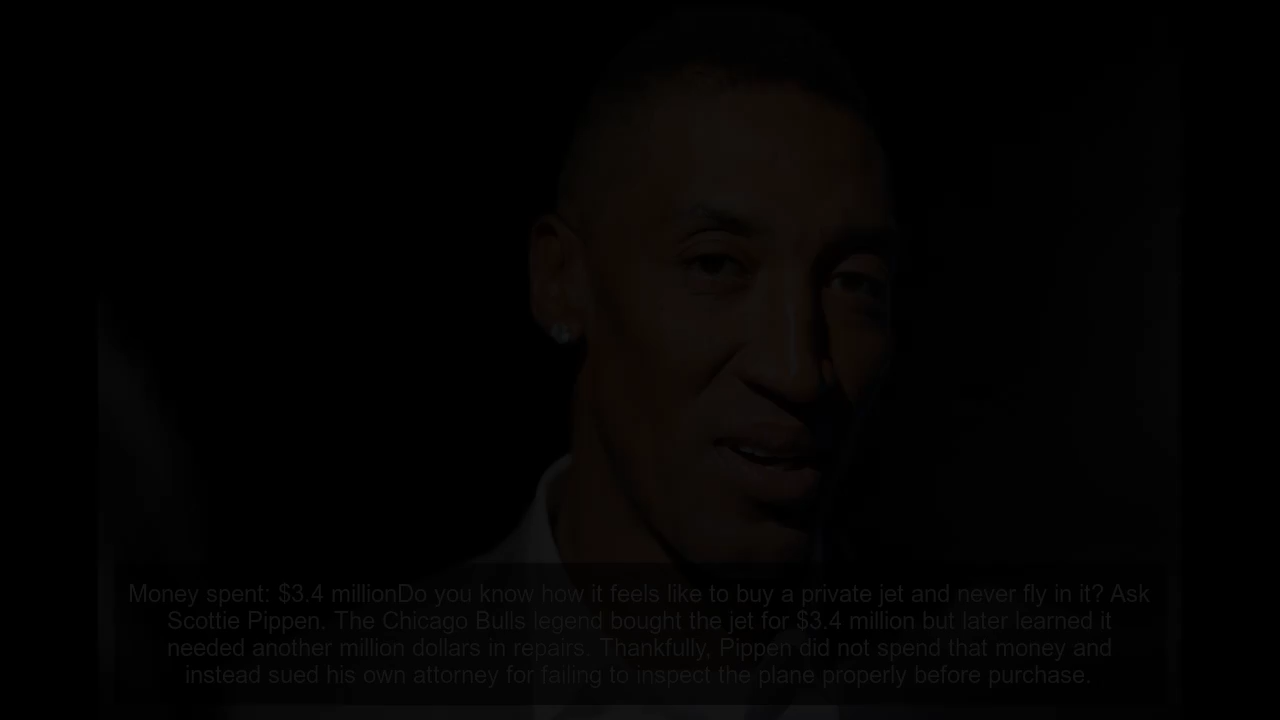 Money spent: $3.4 millionDo you know how it feels like to buy a private jet and never fly in it? Ask
Scottie Pippen. The Chicago Bulls legend bought the jet for $3.4 million but later learned it
needed another million dollars in repairs. Thankfully, Pippen did not spend that money and
instead sued his own attorney for failing to inspect the plane properly before purchase.